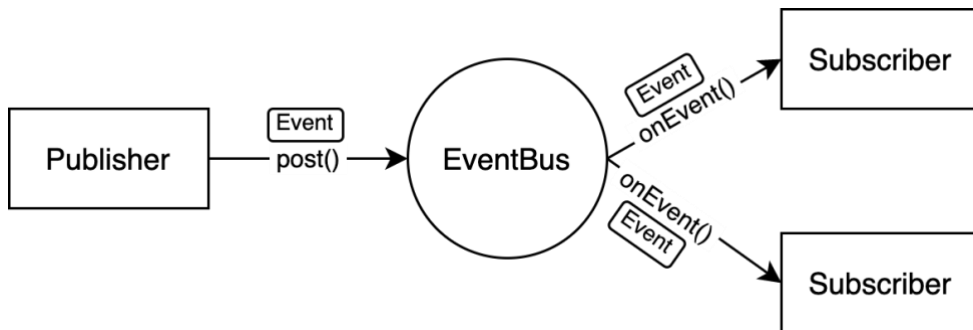 Publisher
Event
post()
EventBus
Event
onEvent()
Subscriber
onEvent()
Event
Subscriber